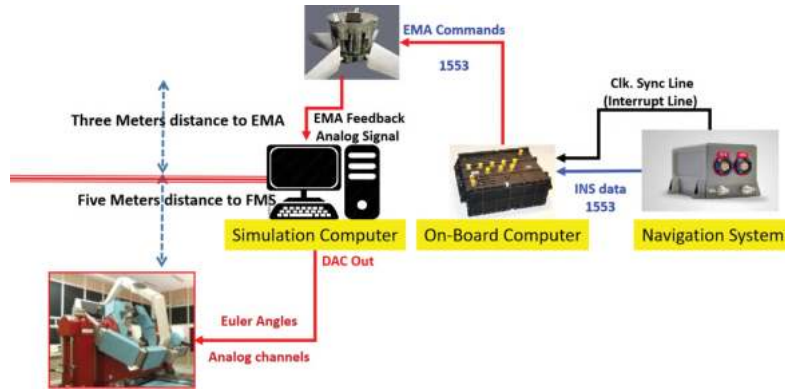 EMA Commands
1553
Clk. Sync Line
(Interrupt Line)
Three Meters distance to EMA
EMA Feedback
Analog Signal
Five Meters distance to FMS
INS data
1553
Simulation Computer
On-Board Computer
Navigation System
DAC Out
Euler Angles
Analog channels